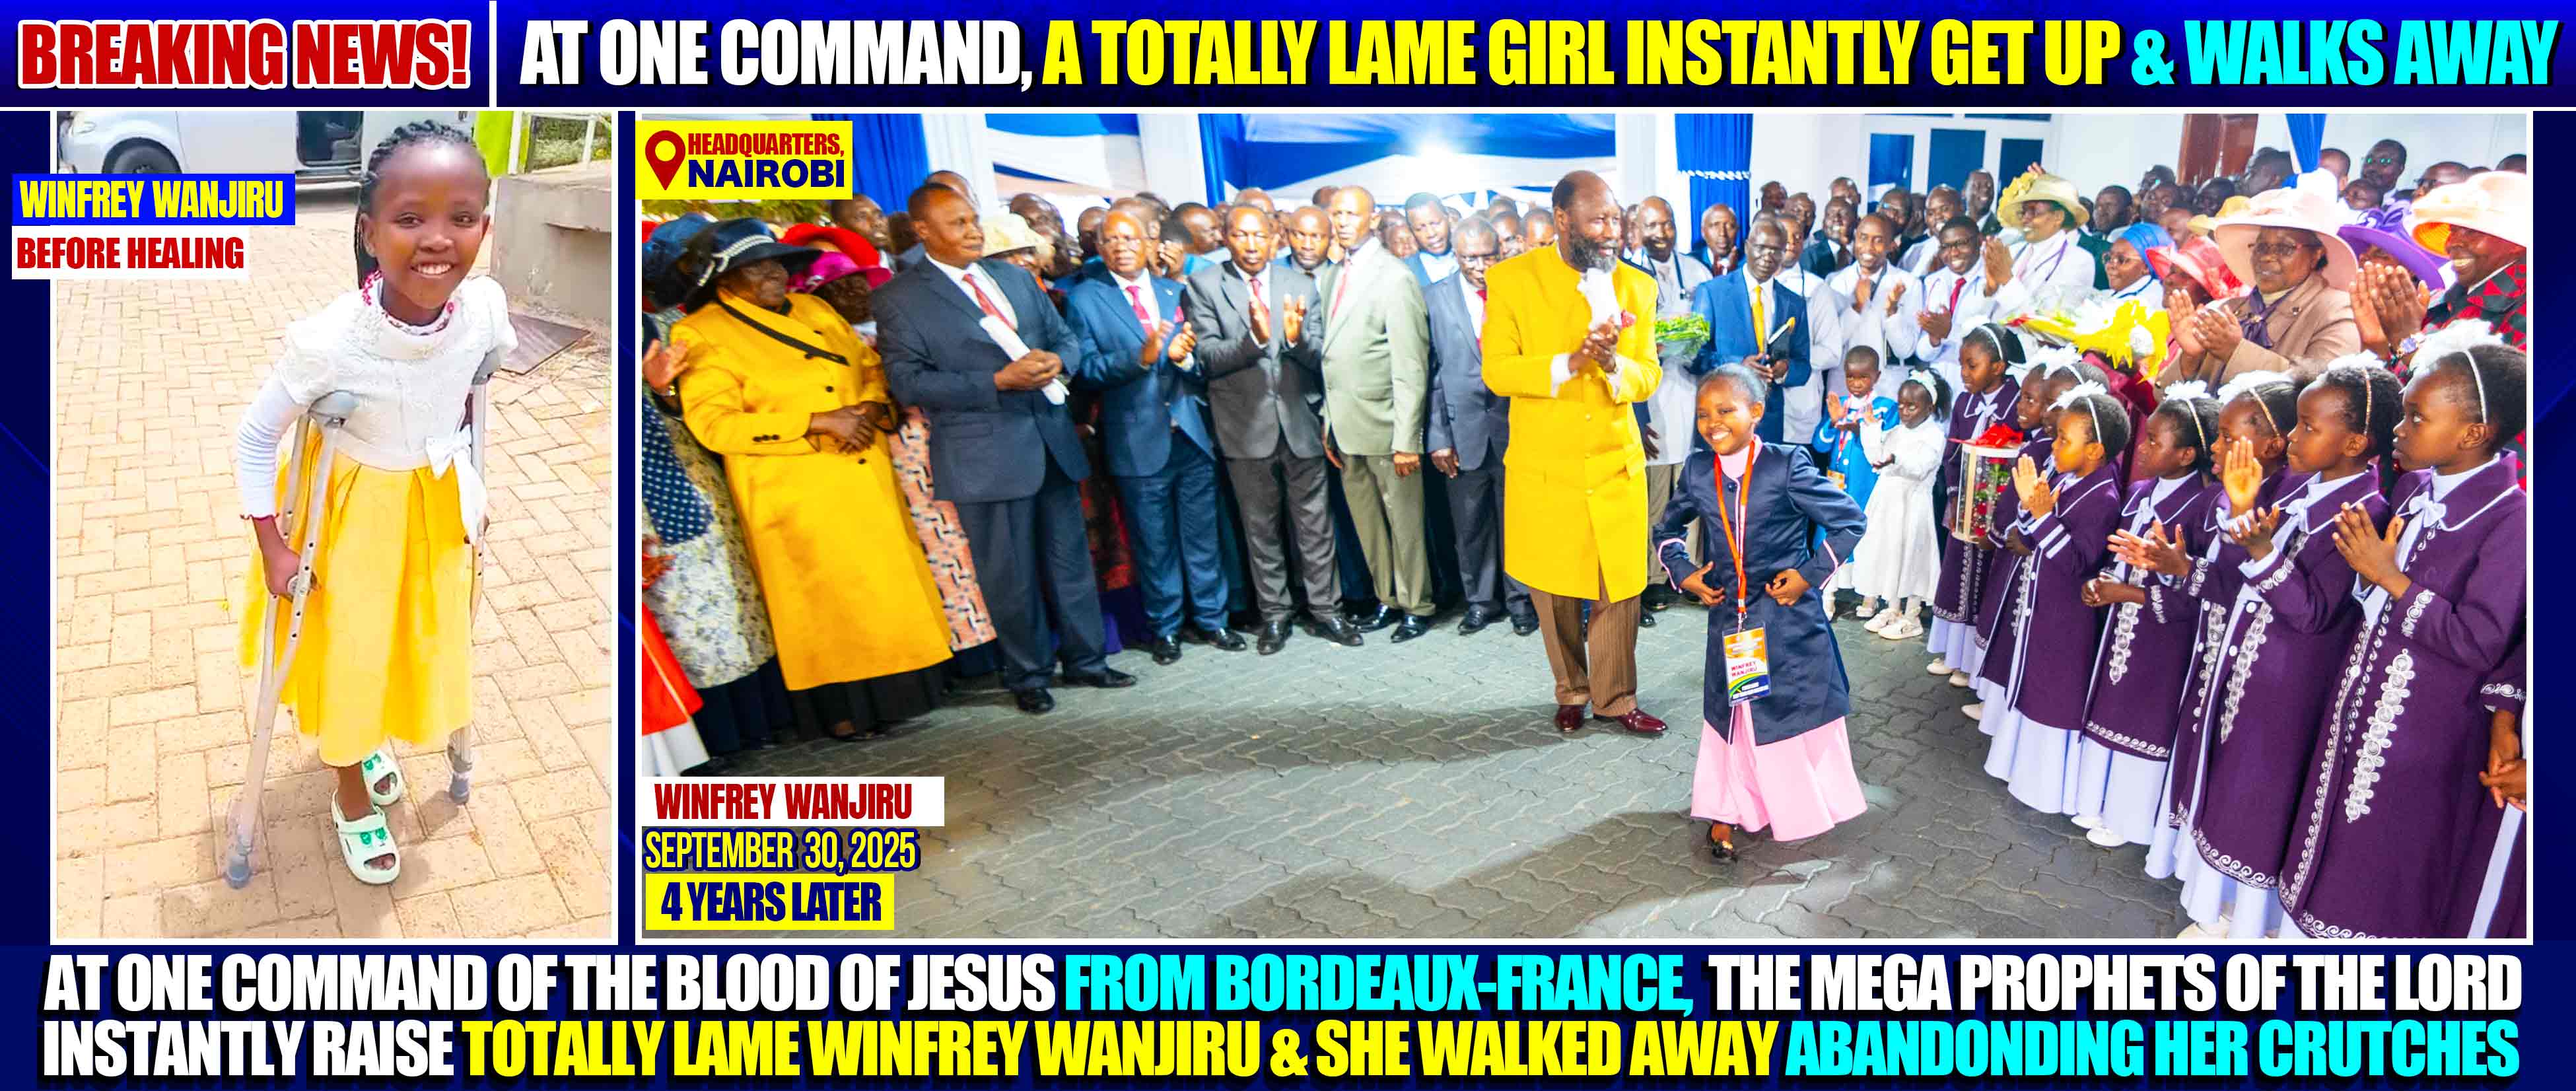 BREAKING NEWS!
AT ONE COMMAND, A TOTALLY LAME GIRL INSTANTLY GET UP & WALKS AWAY
WINFREY WANJIRU
BEFORE HEALING
HEADQUARTERS,
NAIROBI
WINFREY
WANJIRU
WINFREY WANJIRU
SEPTEMBER 30, 2025
4 YEARS LATER
AT ONE COMMAND OF THE BLOOD OF JESUS FROM BORDEAUX-FRANCE, THE MEGA PROPHETS OF THE LORD
INSTANTLY RAISE TOTALLY LAME WINFREY WANJIRU & SHE WALKED AWAY ABANDONDING HER CRUTCHES